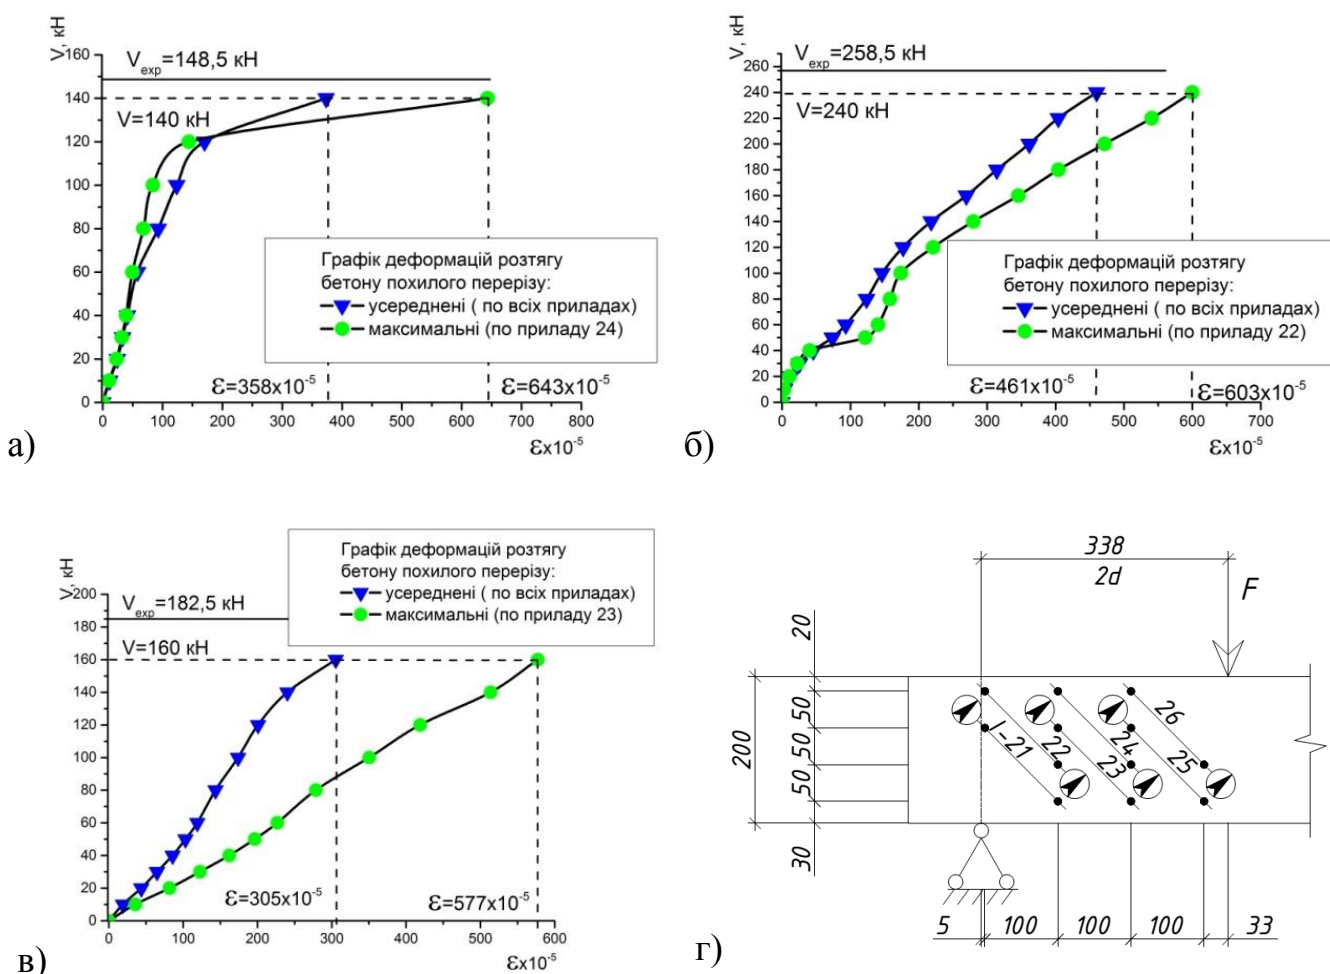 V, кН
160
140
120
100
80
60
40
20
0
Vexp=148,5 кН
V=140 кН
Графік деформацій розтягу
бетону похилого перерізу:
усереднені ( по всіх приладах)
максимальні (по приладу 24)
Ɛ=358x10-5
Ɛ=643x10-5
0 100 200 300 400 500 600 700
Ɛx10-5
а)
V, кН
260
240
220
200
180
160
140
120
100
80
60
40
20
0
Vexp=258,5 кН
V=240 кН
Графік деформацій розтягу
бетону похилого перерізу:
усереднені ( по всіх приладах)
максимальні (по приладу 22)
Ɛ=461x10-5
Ɛ=603x10-5
0 100 200 300 400 500 600 700
Ɛx10-5
б)
V, кН
200
180
160
140
120
100
80
60
40
20
0
Графік деформацій розтягу
бетону похилого перерізу:
усереднені ( по всіх приладах)
максимальні (по приладу 23)
Vexp=182,5 кН
V=160 кН
Ɛ=305x10-5
Ɛ=577x10-5
0 100 200 300 400 500 600
Ɛx10-5
в)
338
2d
F
20
200
50
50
50
30
I-21
22
23
24
25
26
5 100 100 100 33
г)